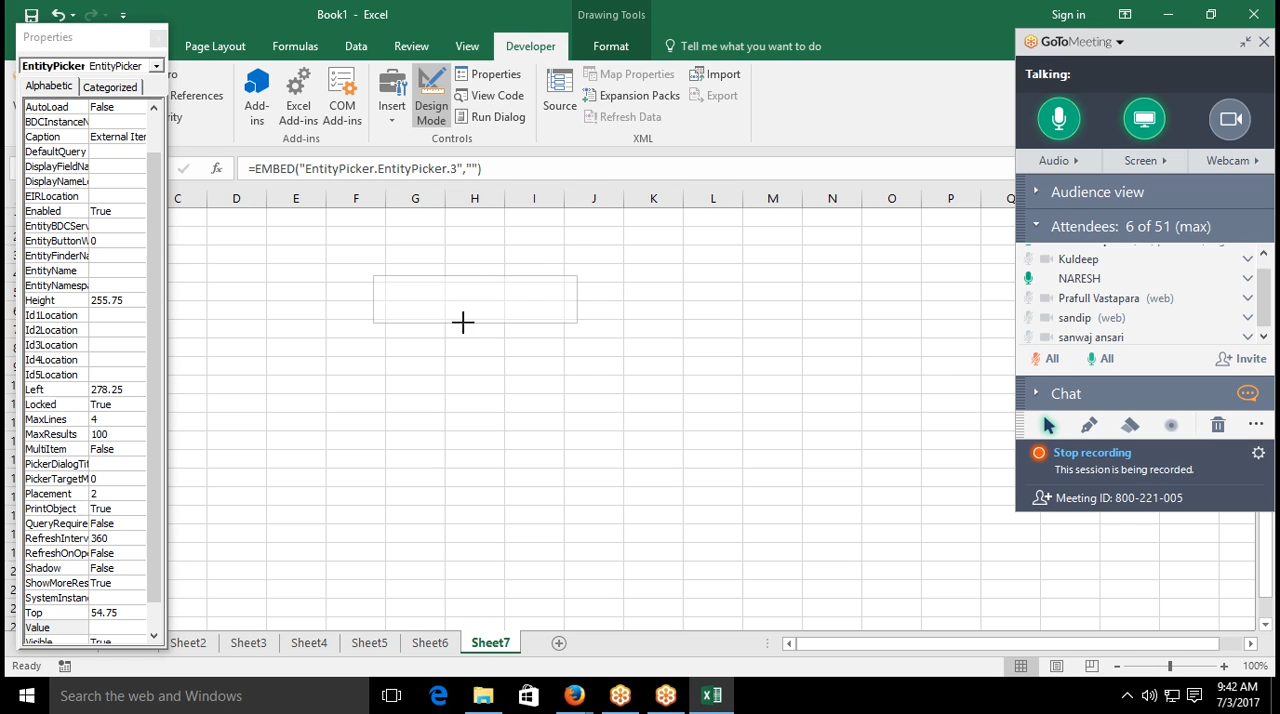 Book1 - Excel
Drawing Tools
Sign in
Properties
Page Layout
Formulas
Data
Review
View
Developer
Format
Tell me what you want to do
EntityPicker EntityPicker
Alphabetic
Categorized
References
Add-ins
Excel Add-ins
COM Add-ins
Add-ins
Insert
Design Mode
Properties
View Code
Run Dialog
Controls
Source
Map Properties
Expansion Packs
Refresh Data
Import
Export
XML
fx
=EMBED("EntityPicker.EntityPicker.3","")
C D E F G H I J K L M N O P Q
AutoLoad False
BDCInstanceN
Caption External Iter
DefaultQuery
DisplayFieldNa
DisplayNameLo
EIRLocation
Enabled True
EntityBDCServ
EntityButtonW 0
EntityFinderNa
EntityName
EntityNamespa
Height 255.75
Id1Location
Id2Location
Id3Location
Id4Location
Id5Location
Left 278.25
Locked True
MaxLines 4
MaxResults 100
MultiItem False
PickerDialogTit
PickerTargetM 0
Placement 2
PrintObject True
QueryRequire False
RefreshInterv 360
RefreshOnOpe False
Shadow False
ShowMoreRes True
SystemInstan
Top 54.75
Value
Visible True
GoToMeeting
Talking:
Audio
Screen
Webcam
Audience view
Attendees: 6 of 51 (max)
Kuldeep
NARESH
Prafull Vastapara (web)
sandip (web)
sanwaj ansari
All
All
Invite
Chat
Stop recording
This session is being recorded.
Meeting ID: 800-221-005
Sheet2 Sheet3 Sheet4 Sheet5 Sheet6 Sheet7
Ready
100%
Search the web and Windows
9:42 AM
7/3/2017